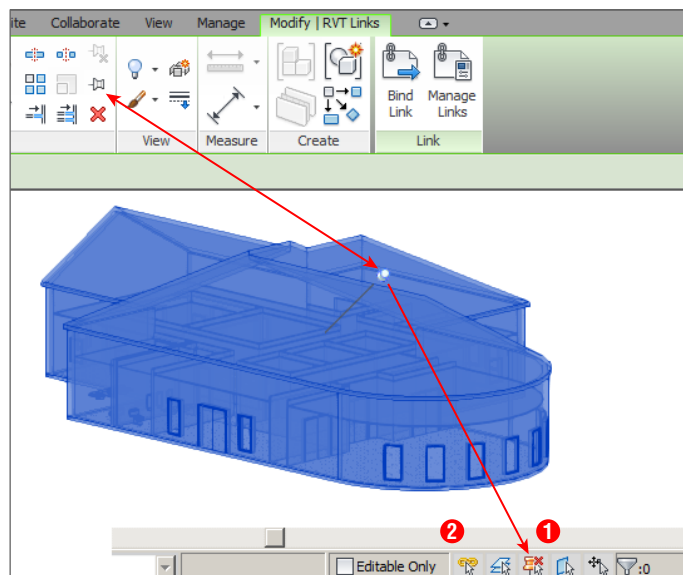 ite Collaborate View Manage Modify | RVT Links
Bind Link Manage Links
View Measure Create Link
2 1
Editable Only :0